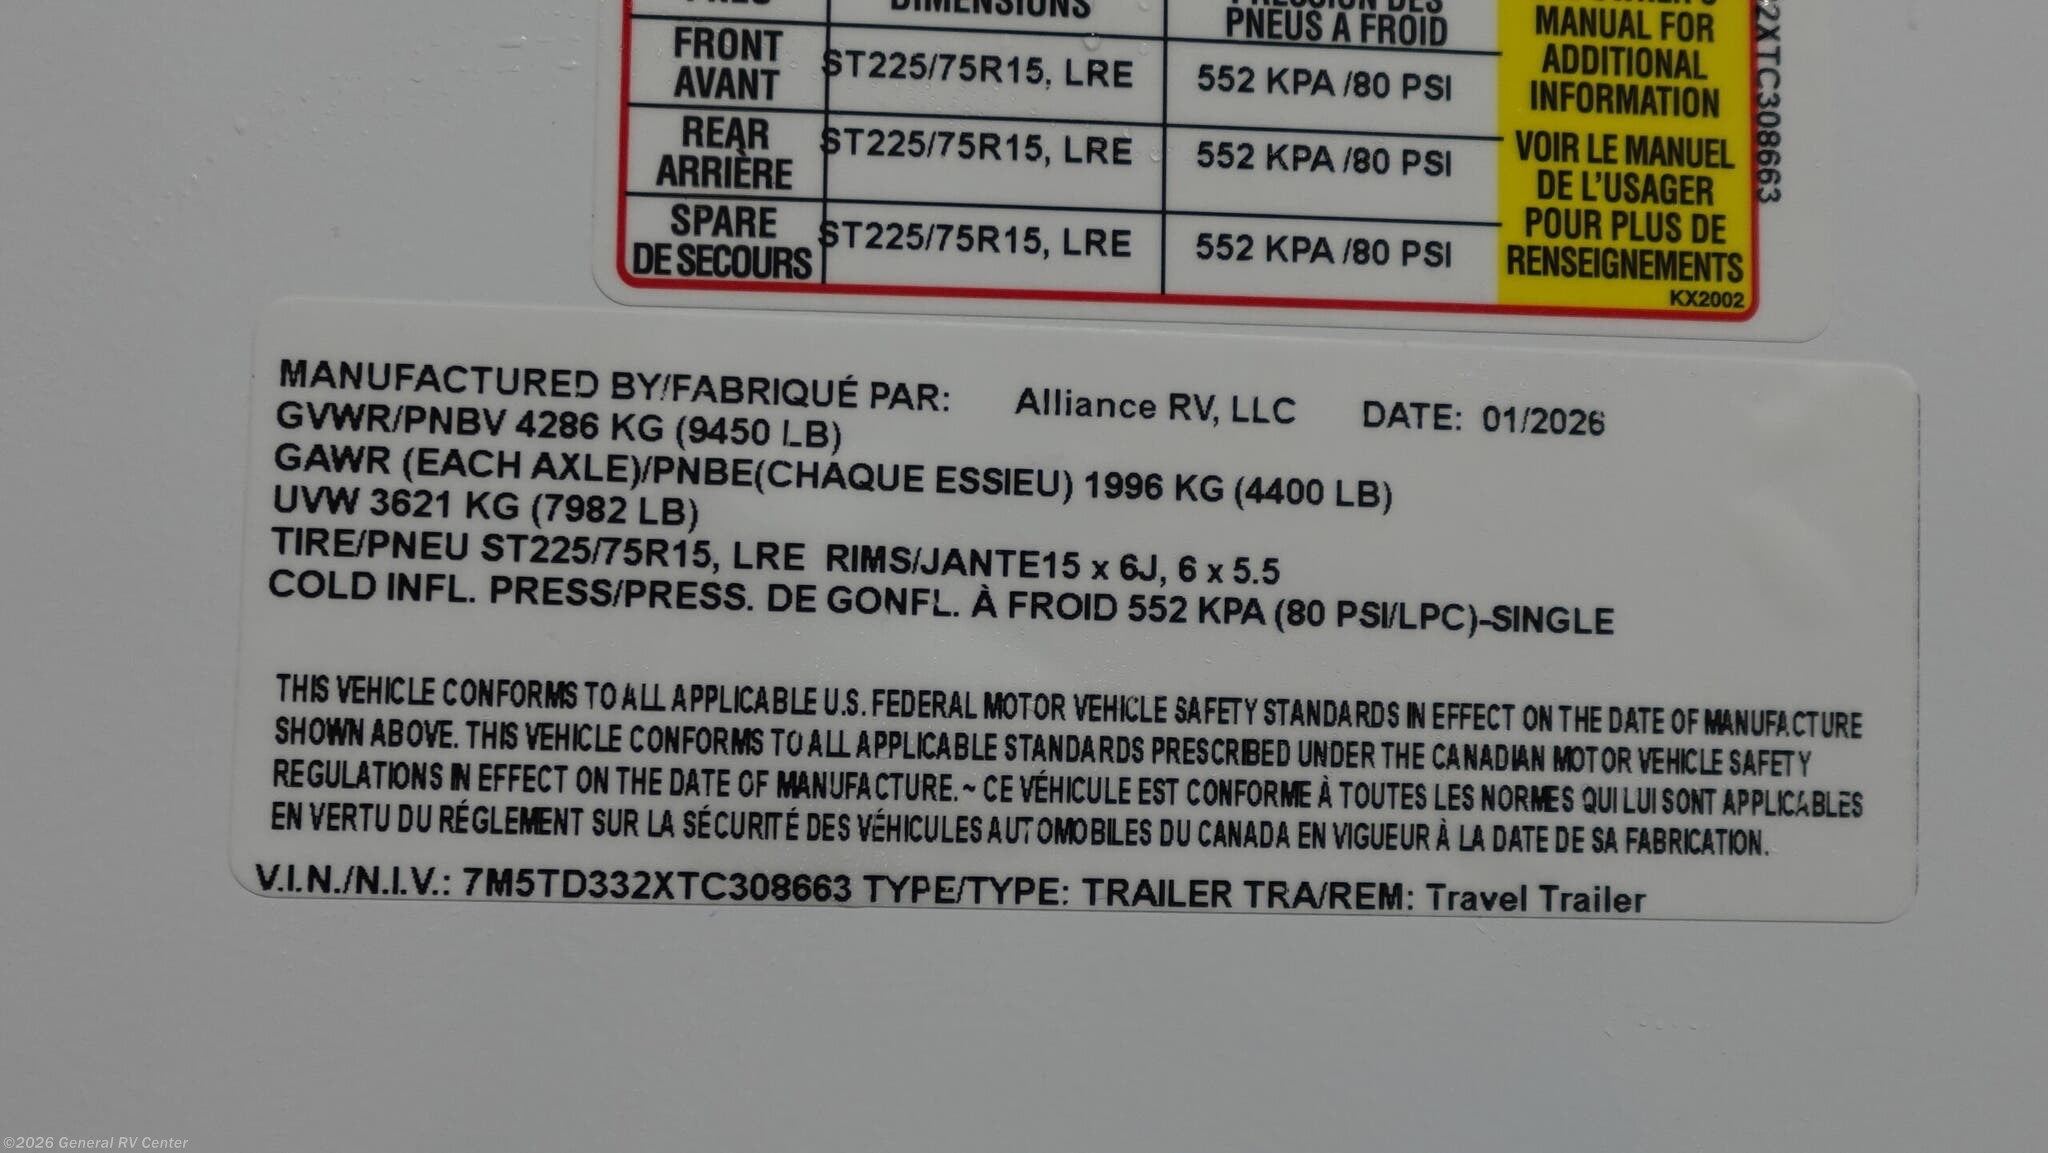 DIMENSIONS
PNEUS A FROID
FRONT
AVANT
ST225/75R15, LRE
552 KPA /80 PSI
REAR
ARRIÈRE
ST225/75R15, LRE
552 KPA /80 PSI
SPARE
DE SECOURS
ST225/75R15, LRE
552 KPA /80 PSI
MANUAL FOR
ADDITIONAL
INFORMATION
VOIR LE MANUEL
DE L'USAGER
POUR PLUS DE
RENSEIGNEMENTS
KX2002
2XTC308663
MANUFACTURED BY/FABRIQUÉ PAR: Alliance RV, LLC DATE: 01/2026
GVWR/PNBV 4286 KG (9450 LB)
GAWR (EACH AXLE)/PNBE(CHAQUE ESSIEU) 1996 KG (4400 LB)
UVW 3621 KG (7982 LB)
TIRE/PNEU ST225/75R15, LRE RIMS/JANTE15 x 6J, 6 x 5.5
COLD INFL. PRESS/PRESS. DE GONFL. À FROID 552 KPA (80 PSI/LPC)-SINGLE
THIS VEHICLE CONFORMS TO ALL APPLICABLE U.S. FEDERAL MOTOR VEHICLE SAFETY STANDARDS IN EFFECT ON THE DATE OF MANUFACTURE
SHOWN ABOVE. THIS VEHICLE CONFORMS TO ALL APPLICABLE STANDARDS PRESCRIBED UNDER THE CANADIAN MOTOR VEHICLE SAFETY
REGULATIONS IN EFFECT ON THE DATE OF MANUFACTURE. ~ CE VÉHICULE EST CONFORME À TOUTES LES NORMES QUI LUI SONT APPLICABLES
EN VERTU DU RÉGLEMENT SUR LA SÉCURITÉ DES VÉHICULES AUTOMOBILES DU CANADA EN VIGUEUR À LA DATE DE SA FABRICATION.
V.I.N./N.I.V.: 7M5TD332XTC308663 TYPE/TYPE: TRAILER TRA/REM: Travel Trailer
©2026 General RV Center